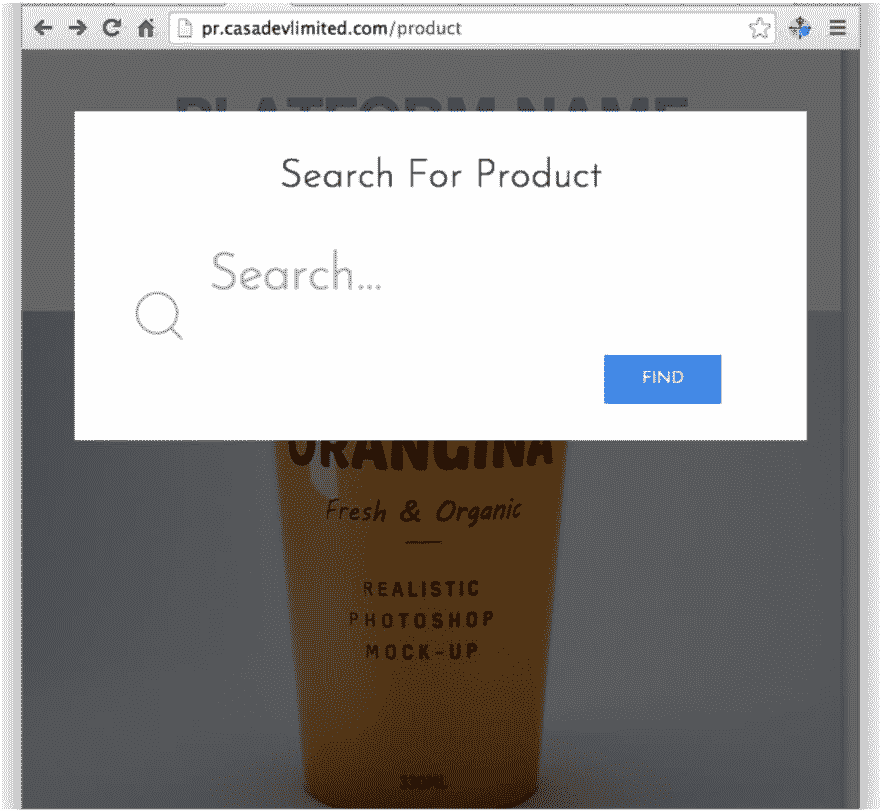 pr.casadevlimited.com/product
PLATFORM NAME
Search For Product
Search...
FIND
ORANGINA
Fresh & Organic
REALISTIC
PHOTOSHOP
MOCK-UP
330ML